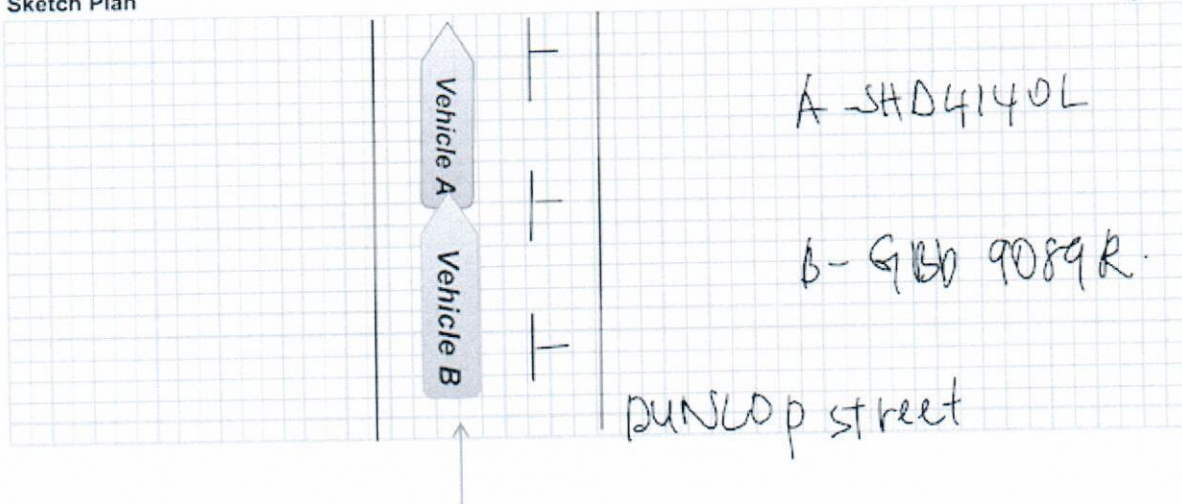 Sketch Plan
Vehicle A
A - SHD4140L
Vehicle B
B - GBD 9089R.
DUNLOP street